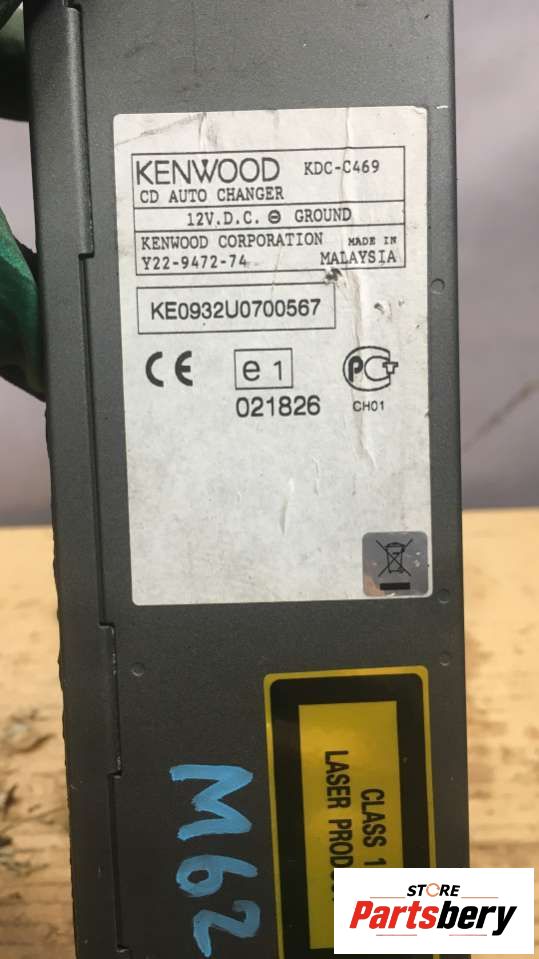 KENWOOD KDC-C469
CD AUTO CHANGER
12V.D.C. ⊖ GROUND
KENWOOD CORPORATION MADE IN
Y22-9472-74 MALAYSIA
KE0932U0700567
CE e1 PCT
021826 CH01
CLASS 1
LASER PROD
M62
STORE
Partsbery